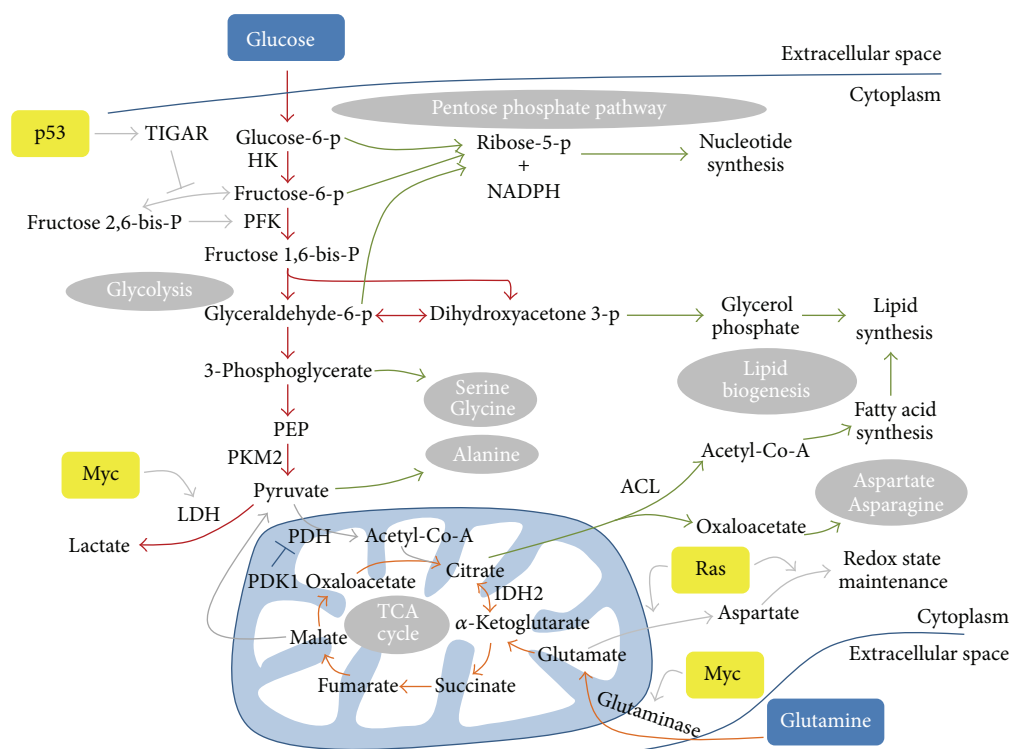 Glucose
Extracellular space
Cytoplasm
Pentose phosphate pathway
p53
TIGAR
Glucose-6-p
HK
Ribose-5-p
+
NADPH
Nucleotide
synthesis
Fructose-6-p
Fructose 2,6-bis-P
PFK
Fructose 1,6-bis-P
Glycolysis
Glyceraldehyde-6-p
Dihydroxyacetone 3-p
Glycerol
phosphate
Lipid
synthesis
3-Phosphoglycerate
Serine
Glycine
Lipid
biogenesis
Fatty acid
synthesis
PEP
PKM2
Alanine
Acetyl-Co-A
Myc
Pyruvate
LDH
ACL
Aspartate
Asparagine
Lactate
PDH
Acetyl-Co-A
Oxaloacetate
PDK1
Oxaloacetate
Citrate
IDH2
Ras
Redox state
maintenance
TCA
cycle
α-Ketoglutarate
Aspartate
Malate
Glutamate
Cytoplasm
Extracellular space
Fumarate
Succinate
Myc
Glutaminase
Glutamine